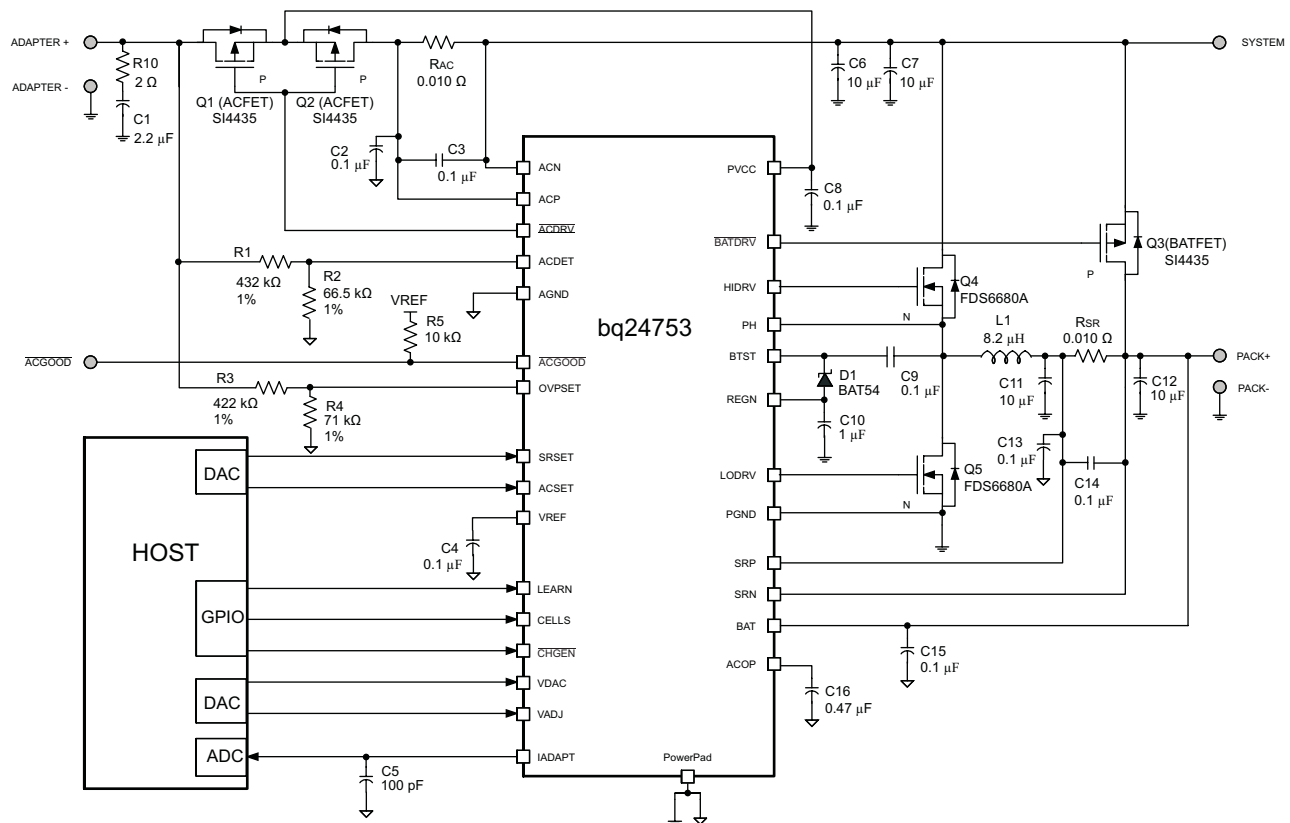 ADAPTER +
ADAPTER -
R10
2 Ω
C1
2.2 µF
P
Q1 (ACFET)
SI4435
P
Q2 (ACFET)
SI4435
RAC
0.010 Ω
C6
10 µF
C7
10 µF
SYSTEM
C2
0.1 µF
C3
0.1 µF
C8
0.1 µF
ACN
ACP
ACDRV
ACDET
AGND
ACGOOD
OVPSET
SRSET
ACSET
VREF
LEARN
CELLS
CHGEN
VDAC
VADJ
IADAPT
bq24753
PowerPad
PVCC
BATDRV
HIDRV
PH
BTST
REGN
LODRV
PGND
SRP
SRN
BAT
ACOP
R1
432 kΩ
1%
R2
66.5 kΩ
1%
VREF
R5
10 kΩ
ACGOOD
R3
422 kΩ
1%
R4
71 kΩ
1%
HOST
DAC
GPIO
DAC
ADC
C4
0.1 µF
C5
100 pF
Q3(BATFET)
SI4435
P
Q4
FDS6680A
N
L1
8.2 µH
RSR
0.010 Ω
D1
BAT54
C9
0.1 µF
C10
1 µF
C11
10 µF
C12
10 µF
PACK+
PACK-
C13
0.1 µF
C14
0.1 µF
Q5
FDS6680A
N
C15
0.1 µF
C16
0.47 µF